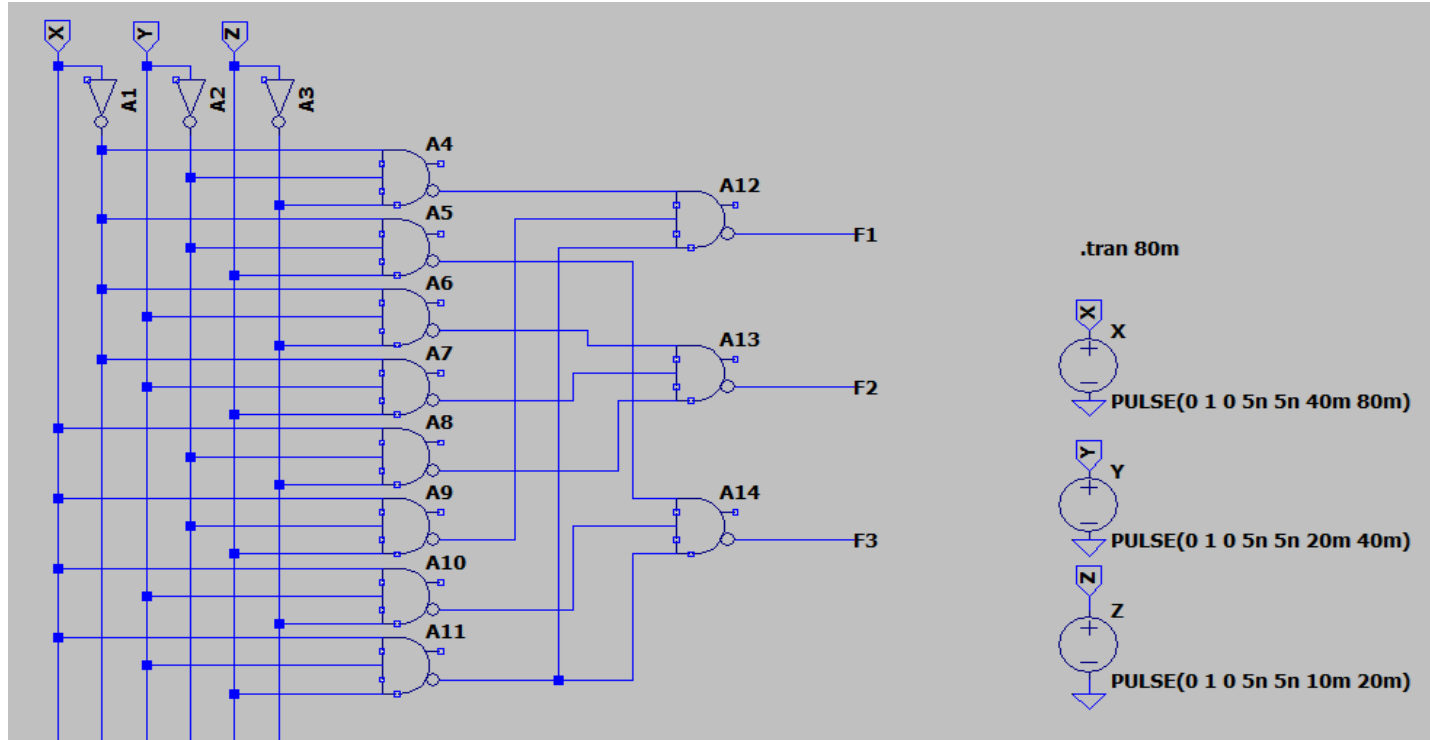 X
Y
Z
A1
A2
A3
A4
A5
A6
A7
A8
A9
A10
A11
A12
F1
A13
F2
A14
F3
.tran 80m
X
X
PULSE(0 1 0 5n 5n 40m 80m)
Y
Y
PULSE(0 1 0 5n 5n 20m 40m)
Z
Z
PULSE(0 1 0 5n 5n 10m 20m)